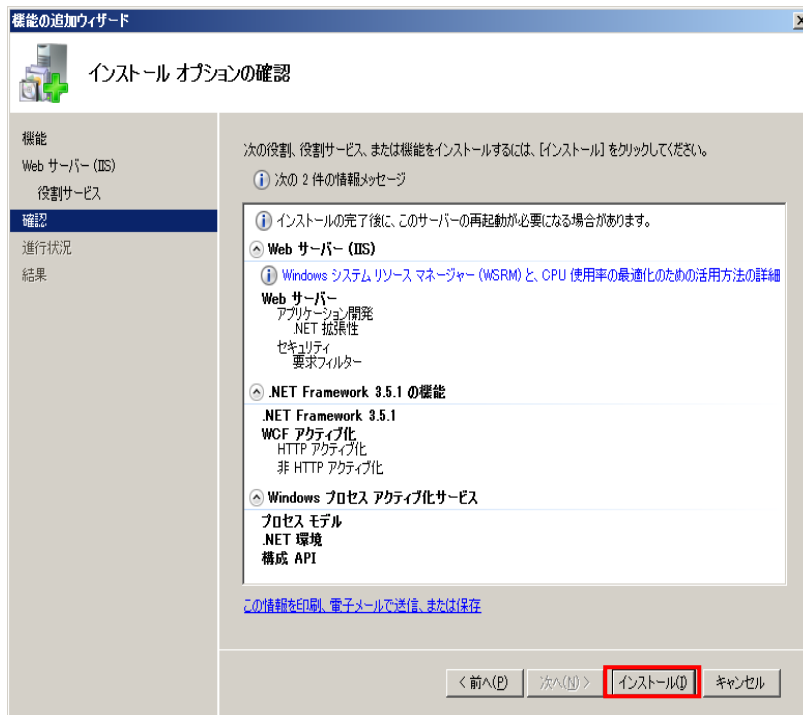 機能の追加ウィザード
インストール オプションの確認
機能
Web サーバー (IIS)
役割サービス
確認
進行状況
結果
次の役割、役割サービス、または機能をインストールするには、[インストール] をクリックしてください。
次の 2 件の情報メッセージ
インストールの完了後に、このサーバーの再起動が必要になる場合があります。
Web サーバー (IIS)
Windows システム リソース マネージャー (WSRM) と、CPU 使用率の最適化のための活用方法の詳細
Web サーバー
アプリケーション開発
.NET 拡張性
セキュリティ
要求フィルター
.NET Framework 3.5.1 の機能
.NET Framework 3.5.1
WCF アクティブ化
HTTP アクティブ化
非 HTTP アクティブ化
Windows プロセス アクティブ化サービス
プロセス モデル
.NET 環境
構成 API
この情報を印刷、電子メールで送信、または保存
< 前へ(P) 次へ(N) > インストール(I) キャンセル